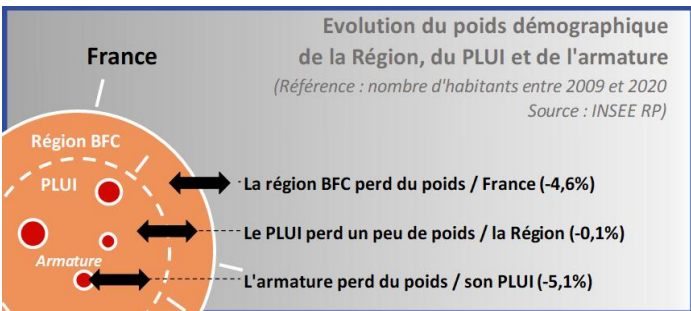 Evolution du poids démographique
de la Région, du PLUI et de l'armature
(Référence : nombre d'habitants entre 2009 et 2020
Source : INSEE RP)
France
Région BFC
PLUI
Armature
La région BFC perd du poids / France (-4,6%)
Le PLUI perd un peu de poids / la Région (-0,1%)
L'armature perd du poids / son PLUI (-5,1%)